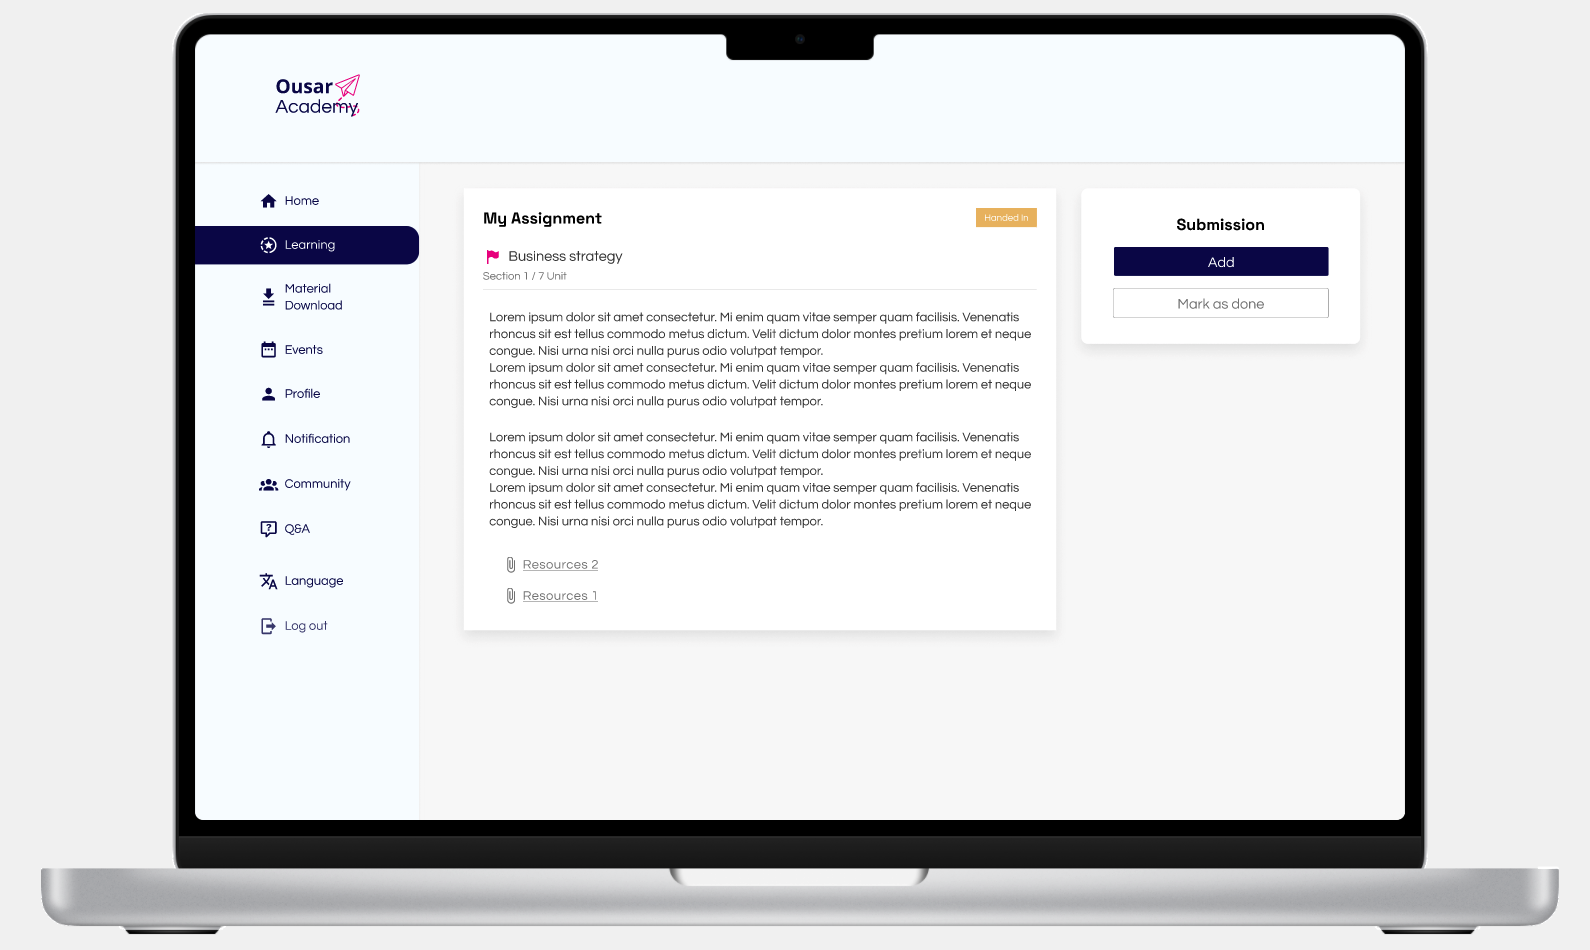 Ousar
Academy
Home
Learning
Material
Download
Events
Profile
Notification
Community
Q&A
Language
Log out
My Assignment
Handed In
Business strategy
Section 1 / 7 Unit
Lorem ipsum dolor sit amet consectetur. Mi enim quam vitae semper quam facilisis. Venenatis
rhoncus sit est tellus commodo metus dictum. Velit dictum dolor montes pretium lorem et neque
congue. Nisi urna nisi orci nulla purus odio volutpat tempor.
Lorem ipsum dolor sit amet consectetur. Mi enim quam vitae semper quam facilisis. Venenatis
rhoncus sit est tellus commodo metus dictum. Velit dictum dolor montes pretium lorem et neque
congue. Nisi urna nisi orci nulla purus odio volutpat tempor.
Lorem ipsum dolor sit amet consectetur. Mi enim quam vitae semper quam facilisis. Venenatis
rhoncus sit est tellus commodo metus dictum. Velit dictum dolor montes pretium lorem et neque
congue. Nisi urna nisi orci nulla purus odio volutpat tempor.
Lorem ipsum dolor sit amet consectetur. Mi enim quam vitae semper quam facilisis. Venenatis
rhoncus sit est tellus commodo metus dictum. Velit dictum dolor montes pretium lorem et neque
congue. Nisi urna nisi orci nulla purus odio volutpat tempor.
Resources 2
Resources 1
Submission
Add
Mark as done